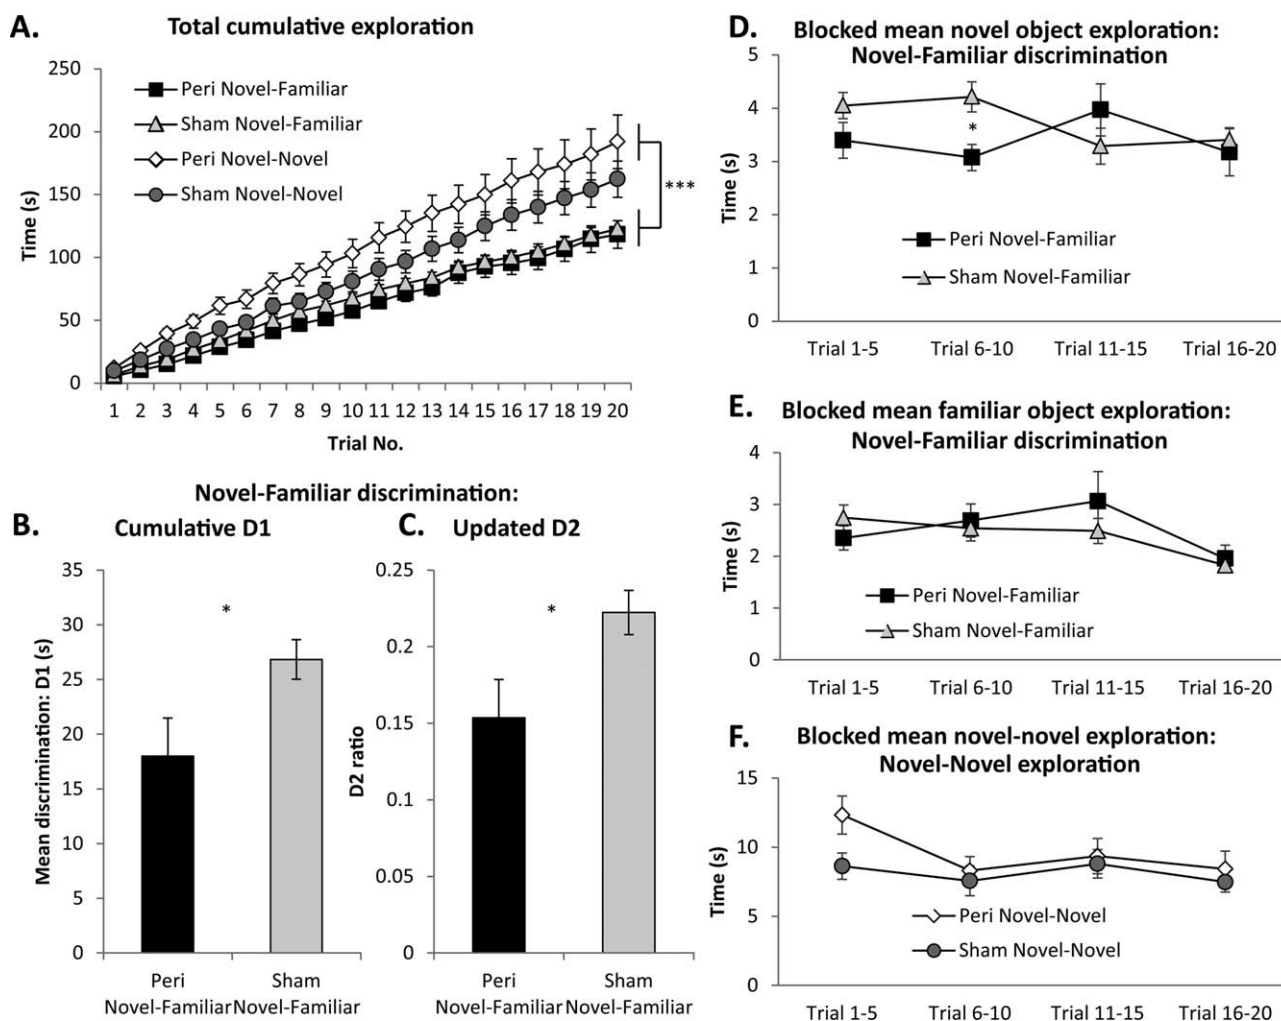 A.
Total cumulative exploration
250
200
150
100
50
0
Time (s)
Peri Novel-Familiar
Sham Novel-Familiar
Peri Novel-Novel
Sham Novel-Novel
***
1 2 3 4 5 6 7 8 9 10 11 12 13 14 15 16 17 18 19 20
Trial No.
Novel-Familiar discrimination:
B.
Cumulative D1
35
30
25
20
15
10
5
0
Mean discrimination: D1 (s)
*
Peri
Novel-Familiar
Sham
Novel-Familiar
C.
Updated D2
0.25
0.2
0.15
0.1
0.05
0
D2 ratio
*
Peri
Novel-Familiar
Sham
Novel-Familiar
D.
Blocked mean novel object exploration:
Novel-Familiar discrimination
5
4
3
2
1
0
Time (s)
*
Peri Novel-Familiar
Sham Novel-Familiar
Trial 1-5 Trial 6-10 Trial 11-15 Trial 16-20
E.
Blocked mean familiar object exploration:
Novel-Familiar discrimination
4
3
2
1
0
Time (s)
Peri Novel-Familiar
Sham Novel-Familiar
Trial 1-5 Trial 6-10 Trial 11-15 Trial 16-20
F.
Blocked mean novel-novel exploration:
Novel-Novel exploration
15
10
5
0
Time (s)
Peri Novel-Novel
Sham Novel-Novel
Trial 1-5 Trial 6-10 Trial 11-15 Trial 16-20